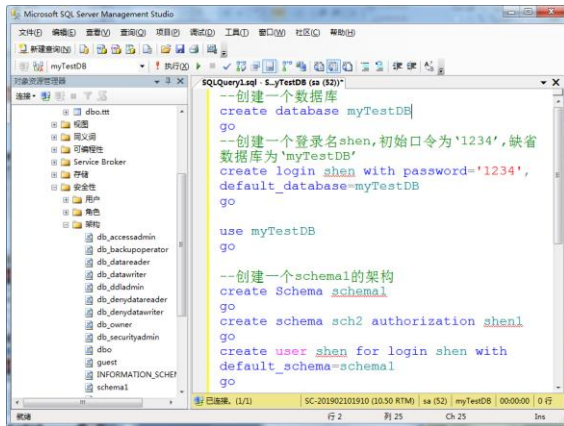 Microsoft SQL Server Management Studio
文件(F) 编辑(E) 查看(V) 查询(Q) 项目(P) 调试(D) 工具(T) 窗口(W) 社区(C) 帮助(H)
新建查询(N)
myTestDB
执行(X)
对象资源管理器
连接
dbo.ttt
视图
同义词
可编程性
Service Broker
存储
安全性
用户
角色
架构
db_accessadmin
db_backupoperator
db_datareader
db_datawriter
db_ddladmin
db_denydatareader
db_denydatawriter
db_owner
db_securityadmin
dbo
guest
INFORMATION_SCHEM
schema1
SQLQuery1.sql - S...yTestDB (sa (52))*
--创建一个数据库
create database myTestDB
go
--创建一个登录名shen,初始口令为‘1234’,缺省
数据库为‘myTestDB’
create login shen with password='1234',
default_database=myTestDB
go
use myTestDB
go
--创建一个schema1的架构
create Schema schema1
go
create schema sch2 authorization shen1
go
create user shen for login shen with
default_schema=schema1
go
已连接。(1/1)
SC-201902101910 (10.50 RTM)
sa (52)
myTestDB
00:00:00
0 行
就绪
行 2
列 25
Ch 25
Ins